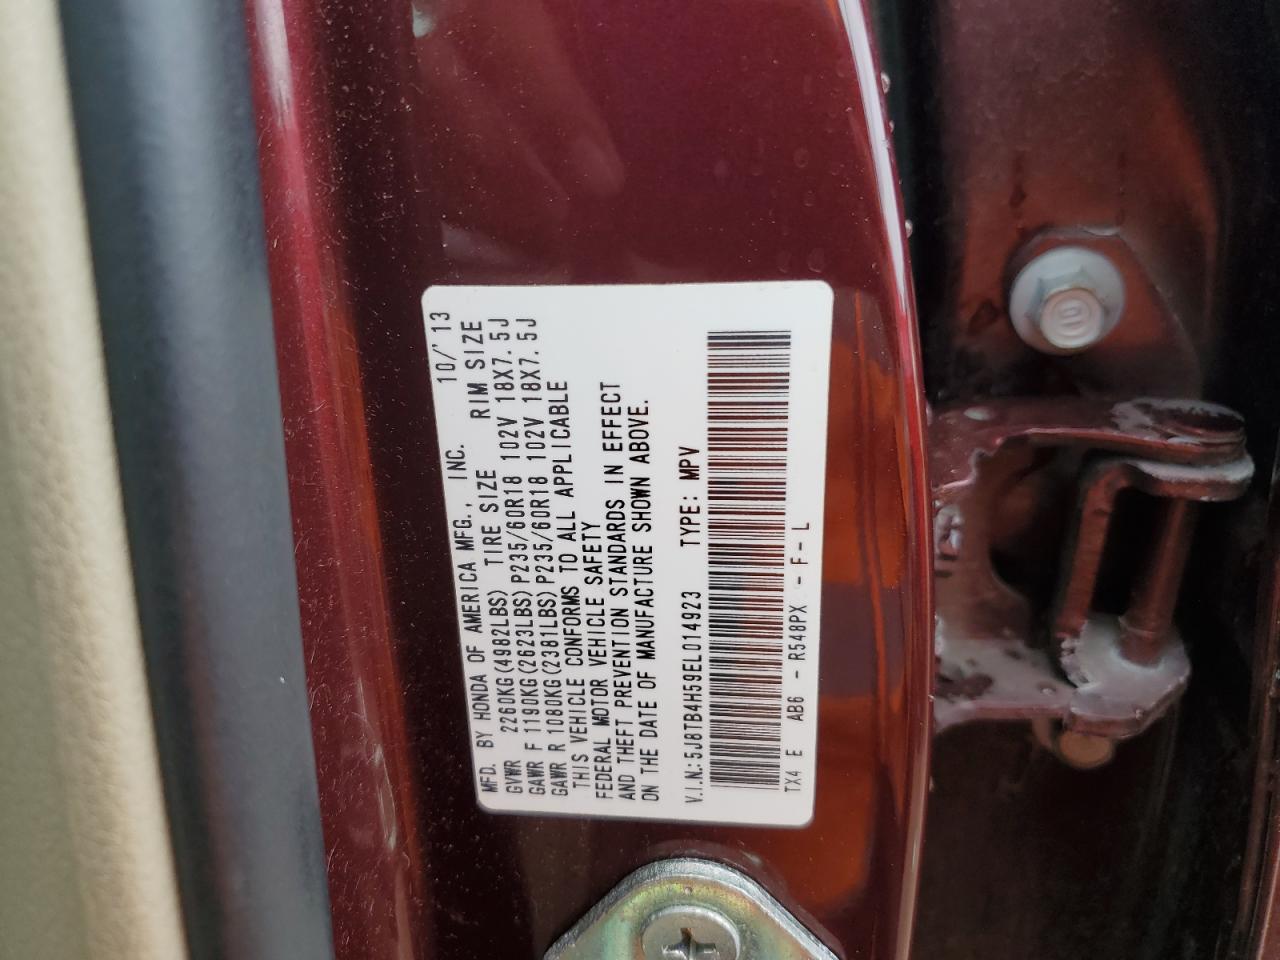 MFD. BY HONDA OF AMERICA MFG., INC. 10/'13
GVWR 2260KG(4982LBS) TIRE SIZE RIM SIZE
GAWR F 1190KG(2623LBS) P235/60R18 102V 18X7.5J
GAWR R 1080KG(2381LBS) P235/60R18 102V 18X7.5J
THIS VEHICLE CONFORMS TO ALL APPLICABLE
FEDERAL MOTOR VEHICLE SAFETY
AND THEFT PREVENTION STANDARDS IN EFFECT
ON THE DATE OF MANUFACTURE SHOWN ABOVE.
V.I.N.: 5J8TB4H59EL014923 TYPE: MPV
TX4 E AB6 - R548PX - F - L